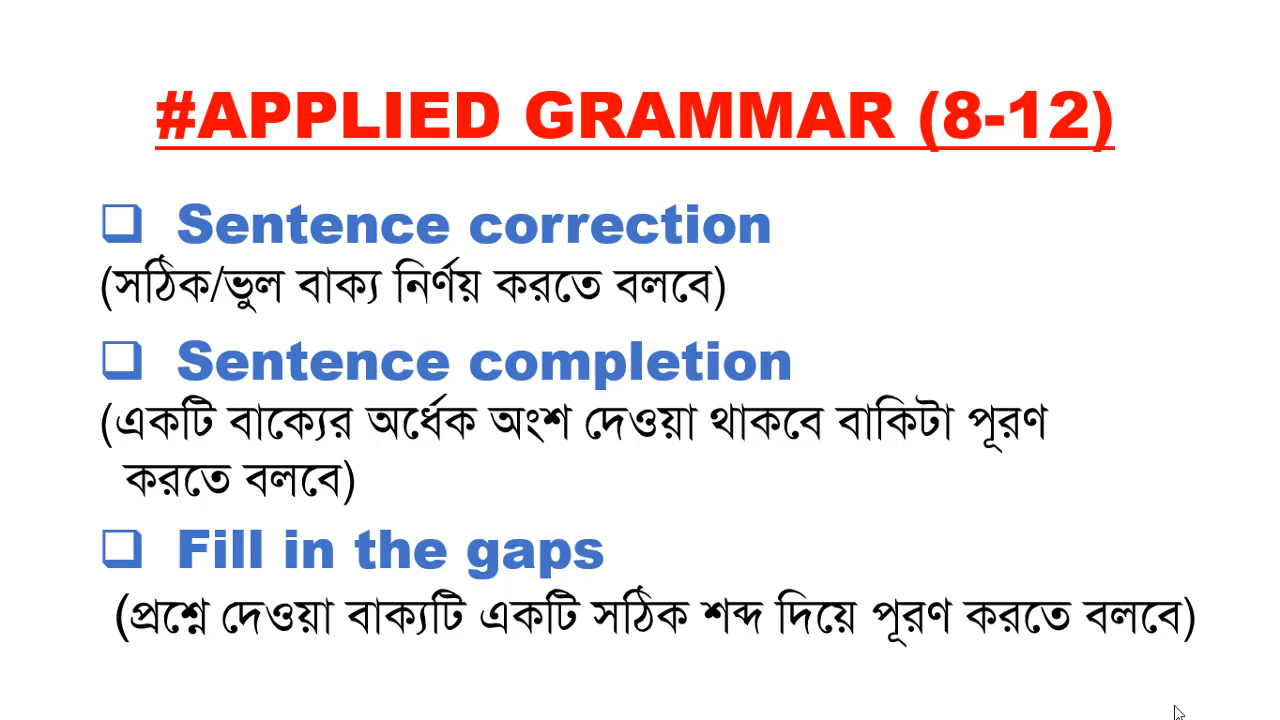 #APPLIED GRAMMAR (8-12)
Sentence correction
(সঠিক/ভুল বাক্য নির্ণয় করতে বলবে)
Sentence completion
(একটি বাক্যের অর্ধেক অংশ দেওয়া থাকবে বাকিটা পূরণ
করতে বলবে)
Fill in the gaps
(প্রশ্নে দেওয়া বাক্যটি একটি সঠিক শব্দ দিয়ে পূরণ করতে বলবে)